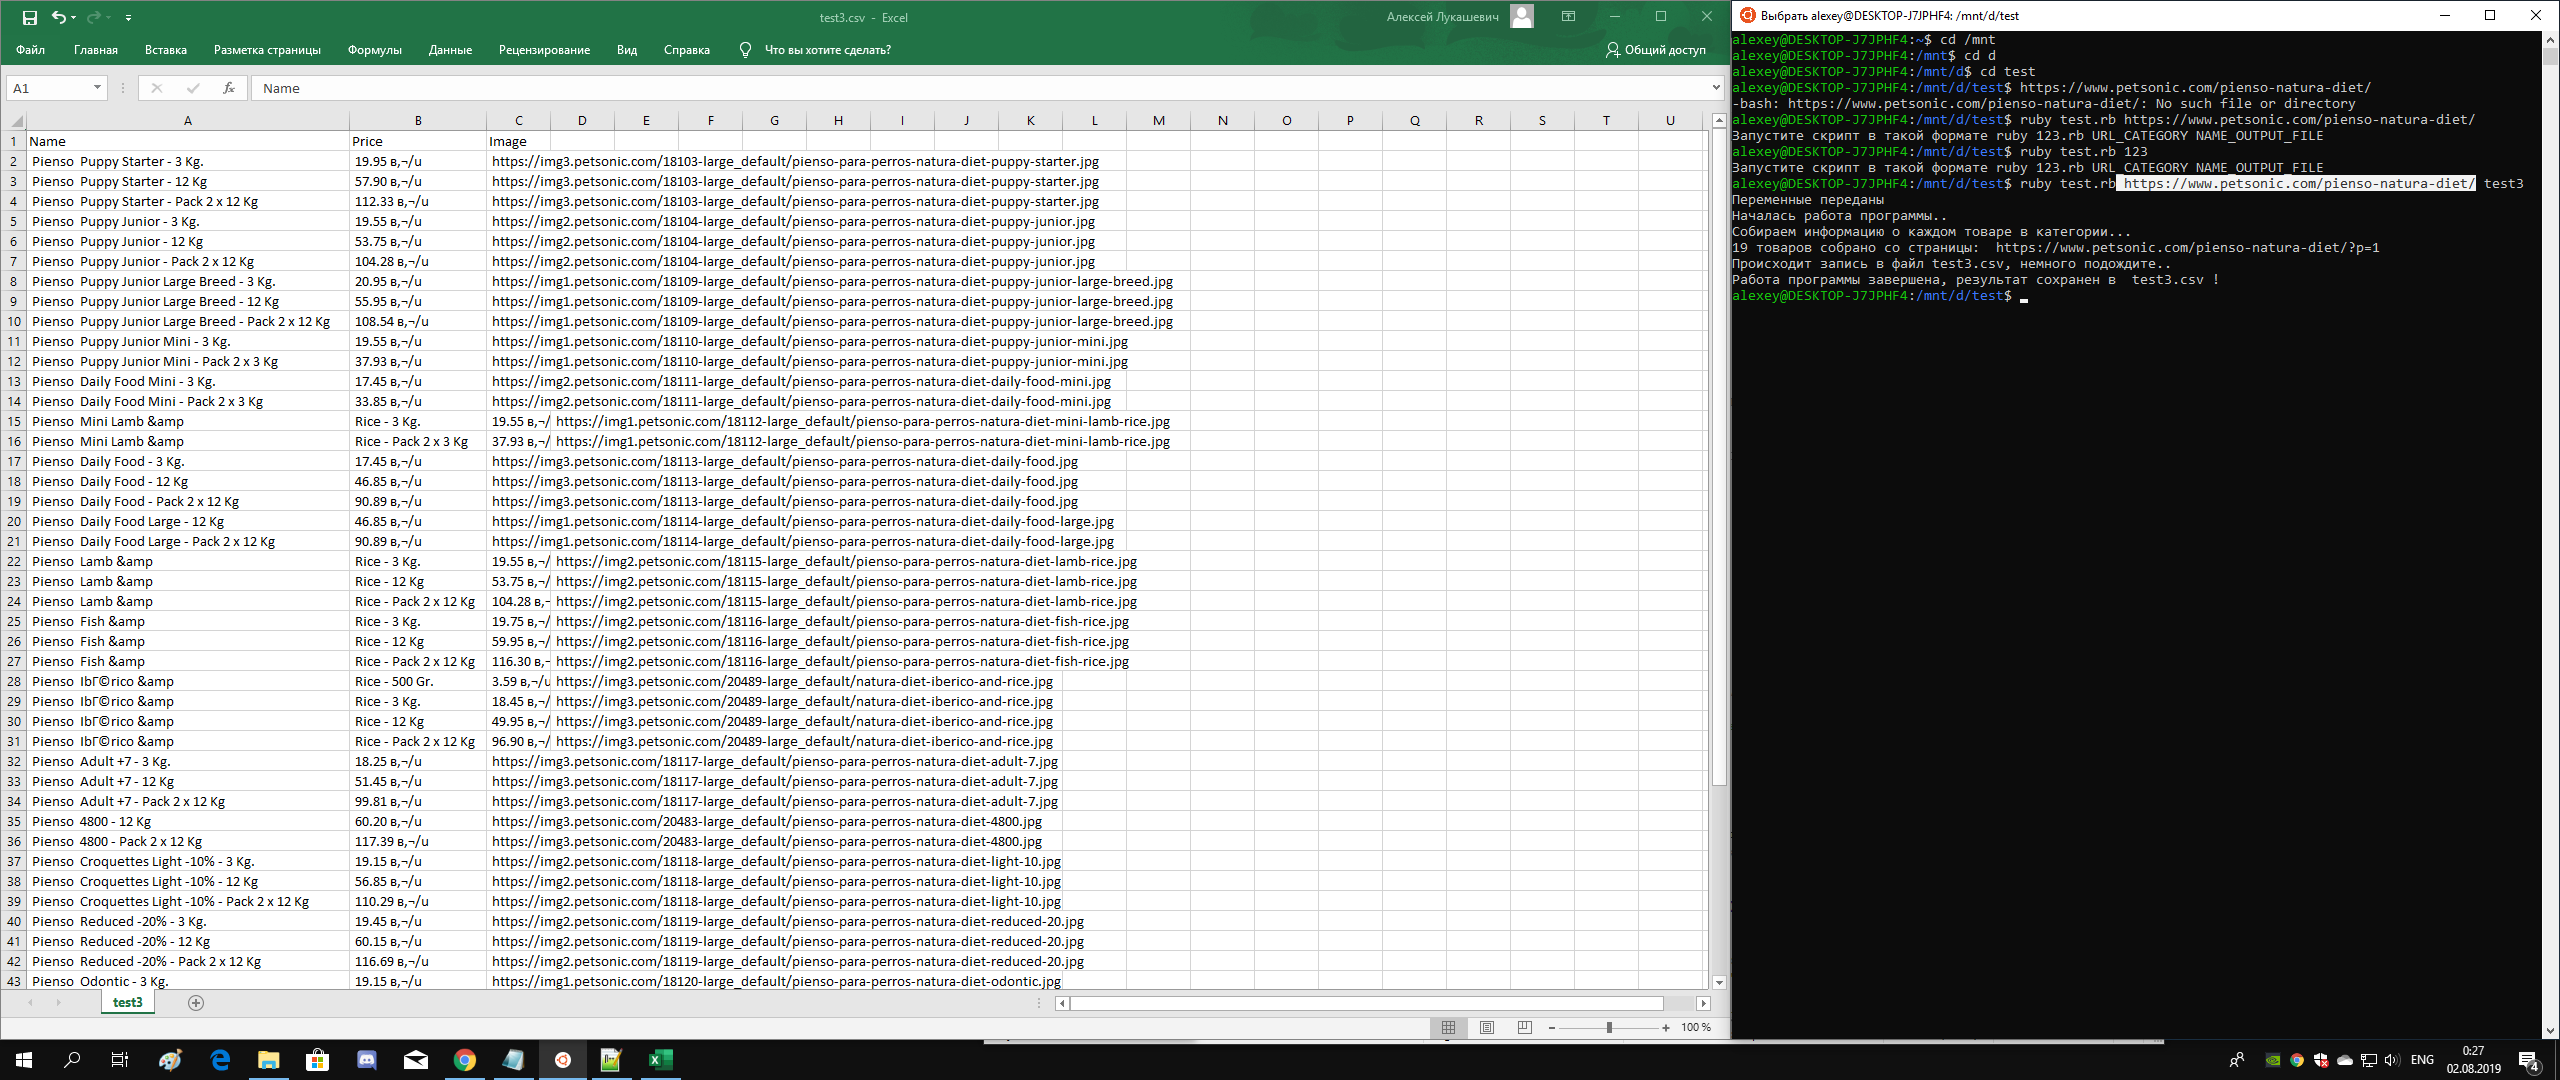 test3.csv - Excel
Алексей Лукашевич
Файл Главная Вставка Разметка страницы Формулы Данные Рецензирование Вид Справка Что вы хотите сделать? Общий доступ
A1 fx Name
A B C D E F G H I J K L M N O P Q R S T U
1 Name Price Image
2 Pienso Puppy Starter - 3 Kg. 19.95 в‚¬/u https://img3.petsonic.com/18103-large_default/pienso-para-perros-natura-diet-puppy-starter.jpg
3 Pienso Puppy Starter - 12 Kg 57.90 в‚¬/u https://img3.petsonic.com/18103-large_default/pienso-para-perros-natura-diet-puppy-starter.jpg
4 Pienso Puppy Starter - Pack 2 x 12 Kg 112.33 в‚¬/u https://img3.petsonic.com/18103-large_default/pienso-para-perros-natura-diet-puppy-starter.jpg
5 Pienso Puppy Junior - 3 Kg. 19.55 в‚¬/u https://img2.petsonic.com/18104-large_default/pienso-para-perros-natura-diet-puppy-junior.jpg
6 Pienso Puppy Junior - 12 Kg 53.75 в‚¬/u https://img2.petsonic.com/18104-large_default/pienso-para-perros-natura-diet-puppy-junior.jpg
7 Pienso Puppy Junior - Pack 2 x 12 Kg 104.28 в‚¬/u https://img2.petsonic.com/18104-large_default/pienso-para-perros-natura-diet-puppy-junior.jpg
8 Pienso Puppy Junior Large Breed - 3 Kg. 20.95 в‚¬/u https://img1.petsonic.com/18109-large_default/pienso-para-perros-natura-diet-puppy-junior-large-breed.jpg
9 Pienso Puppy Junior Large Breed - 12 Kg 55.95 в‚¬/u https://img1.petsonic.com/18109-large_default/pienso-para-perros-natura-diet-puppy-junior-large-breed.jpg
10 Pienso Puppy Junior Large Breed - Pack 2 x 12 Kg 108.54 в‚¬/u https://img1.petsonic.com/18109-large_default/pienso-para-perros-natura-diet-puppy-junior-large-breed.jpg
11 Pienso Puppy Junior Mini - 3 Kg. 19.55 в‚¬/u https://img1.petsonic.com/18110-large_default/pienso-para-perros-natura-diet-puppy-junior-mini.jpg
12 Pienso Puppy Junior Mini - Pack 2 x 3 Kg 37.93 в‚¬/u https://img1.petsonic.com/18110-large_default/pienso-para-perros-natura-diet-puppy-junior-mini.jpg
13 Pienso Daily Food Mini - 3 Kg. 17.45 в‚¬/u https://img2.petsonic.com/18111-large_default/pienso-para-perros-natura-diet-daily-food-mini.jpg
14 Pienso Daily Food Mini - Pack 2 x 3 Kg 33.85 в‚¬/u https://img2.petsonic.com/18111-large_default/pienso-para-perros-natura-diet-daily-food-mini.jpg
15 Pienso Mini Lamb &amp Rice - 3 Kg. 19.55 в‚¬/ https://img1.petsonic.com/18112-large_default/pienso-para-perros-natura-diet-mini-lamb-rice.jpg
16 Pienso Mini Lamb &amp Rice - Pack 2 x 3 Kg 37.93 в‚¬/ https://img1.petsonic.com/18112-large_default/pienso-para-perros-natura-diet-mini-lamb-rice.jpg
17 Pienso Daily Food - 3 Kg. 17.45 в‚¬/u https://img3.petsonic.com/18113-large_default/pienso-para-perros-natura-diet-daily-food.jpg
18 Pienso Daily Food - 12 Kg 46.85 в‚¬/u https://img3.petsonic.com/18113-large_default/pienso-para-perros-natura-diet-daily-food.jpg
19 Pienso Daily Food - Pack 2 x 12 Kg 90.89 в‚¬/u https://img3.petsonic.com/18113-large_default/pienso-para-perros-natura-diet-daily-food.jpg
20 Pienso Daily Food Large - 12 Kg 46.85 в‚¬/u https://img1.petsonic.com/18114-large_default/pienso-para-perros-natura-diet-daily-food-large.jpg
21 Pienso Daily Food Large - Pack 2 x 12 Kg 90.89 в‚¬/u https://img1.petsonic.com/18114-large_default/pienso-para-perros-natura-diet-daily-food-large.jpg
22 Pienso Lamb &amp Rice - 3 Kg. 19.55 в‚¬/ https://img2.petsonic.com/18115-large_default/pienso-para-perros-natura-diet-lamb-rice.jpg
23 Pienso Lamb &amp Rice - 12 Kg 53.75 в‚¬/ https://img2.petsonic.com/18115-large_default/pienso-para-perros-natura-diet-lamb-rice.jpg
24 Pienso Lamb &amp Rice - Pack 2 x 12 Kg 104.28 в‚¬ https://img2.petsonic.com/18115-large_default/pienso-para-perros-natura-diet-lamb-rice.jpg
25 Pienso Fish &amp Rice - 3 Kg. 19.75 в‚¬/ https://img2.petsonic.com/18116-large_default/pienso-para-perros-natura-diet-fish-rice.jpg
26 Pienso Fish &amp Rice - 12 Kg 59.95 в‚¬/ https://img2.petsonic.com/18116-large_default/pienso-para-perros-natura-diet-fish-rice.jpg
27 Pienso Fish &amp Rice - Pack 2 x 12 Kg 116.30 в‚¬ https://img2.petsonic.com/18116-large_default/pienso-para-perros-natura-diet-fish-rice.jpg
28 Pienso IbГ©rico &amp Rice - 500 Gr. 3.59 в‚¬/u https://img3.petsonic.com/20489-large_default/natura-diet-iberico-and-rice.jpg
29 Pienso IbГ©rico &amp Rice - 3 Kg. 18.45 в‚¬/ https://img3.petsonic.com/20489-large_default/natura-diet-iberico-and-rice.jpg
30 Pienso IbГ©rico &amp Rice - 12 Kg 49.95 в‚¬/ https://img3.petsonic.com/20489-large_default/natura-diet-iberico-and-rice.jpg
31 Pienso IbГ©rico &amp Rice - Pack 2 x 12 Kg 96.90 в‚¬/ https://img3.petsonic.com/20489-large_default/natura-diet-iberico-and-rice.jpg
32 Pienso Adult +7 - 3 Kg. 18.25 в‚¬/u https://img3.petsonic.com/18117-large_default/pienso-para-perros-natura-diet-adult-7.jpg
33 Pienso Adult +7 - 12 Kg 51.45 в‚¬/u https://img3.petsonic.com/18117-large_default/pienso-para-perros-natura-diet-adult-7.jpg
34 Pienso Adult +7 - Pack 2 x 12 Kg 99.81 в‚¬/u https://img3.petsonic.com/18117-large_default/pienso-para-perros-natura-diet-adult-7.jpg
35 Pienso 4800 - 12 Kg 60.20 в‚¬/u https://img3.petsonic.com/20483-large_default/pienso-para-perros-natura-diet-4800.jpg
36 Pienso 4800 - Pack 2 x 12 Kg 117.39 в‚¬/u https://img3.petsonic.com/20483-large_default/pienso-para-perros-natura-diet-4800.jpg
37 Pienso Croquettes Light -10% - 3 Kg. 19.15 в‚¬/u https://img2.petsonic.com/18118-large_default/pienso-para-perros-natura-diet-light-10.jpg
38 Pienso Croquettes Light -10% - 12 Kg 56.85 в‚¬/u https://img2.petsonic.com/18118-large_default/pienso-para-perros-natura-diet-light-10.jpg
39 Pienso Croquettes Light -10% - Pack 2 x 12 Kg 110.29 в‚¬/u https://img2.petsonic.com/18118-large_default/pienso-para-perros-natura-diet-light-10.jpg
40 Pienso Reduced -20% - 3 Kg. 19.45 в‚¬/u https://img2.petsonic.com/18119-large_default/pienso-para-perros-natura-diet-reduced-20.jpg
41 Pienso Reduced -20% - 12 Kg 60.15 в‚¬/u https://img2.petsonic.com/18119-large_default/pienso-para-perros-natura-diet-reduced-20.jpg
42 Pienso Reduced -20% - Pack 2 x 12 Kg 116.69 в‚¬/u https://img2.petsonic.com/18119-large_default/pienso-para-perros-natura-diet-reduced-20.jpg
43 Pienso Odontic - 3 Kg. 19.15 в‚¬/u https://img1.petsonic.com/18120-large_default/pienso-para-perros-natura-diet-odontic.jpg
test3
100 %
Выбрать alexey@DESKTOP-J7JPHF4: /mnt/d/test
alexey@DESKTOP-J7JPHF4:~$ cd /mnt
alexey@DESKTOP-J7JPHF4:/mnt$ cd d
alexey@DESKTOP-J7JPHF4:/mnt/d$ cd test
alexey@DESKTOP-J7JPHF4:/mnt/d/test$ https://www.petsonic.com/pienso-natura-diet/
-bash: https://www.petsonic.com/pienso-natura-diet/: No such file or directory
alexey@DESKTOP-J7JPHF4:/mnt/d/test$ ruby test.rb https://www.petsonic.com/pienso-natura-diet/
Запустите скрипт в такой формате ruby 123.rb URL_CATEGORY NAME_OUTPUT_FILE
alexey@DESKTOP-J7JPHF4:/mnt/d/test$ ruby test.rb 123
Запустите скрипт в такой формате ruby 123.rb URL_CATEGORY NAME_OUTPUT_FILE
alexey@DESKTOP-J7JPHF4:/mnt/d/test$ ruby test.rb https://www.petsonic.com/pienso-natura-diet/ test3
Переменные переданы
Началась работа программы..
Собираем информацию о каждом товаре в категории...
19 товаров собрано со страницы:  https://www.petsonic.com/pienso-natura-diet/?p=1
Происходит запись в файл test3.csv, немного подождите..
Работа программы завершена, результат сохранен в  test3.csv !
alexey@DESKTOP-J7JPHF4:/mnt/d/test$
ENG
0:27
02.08.2019
4